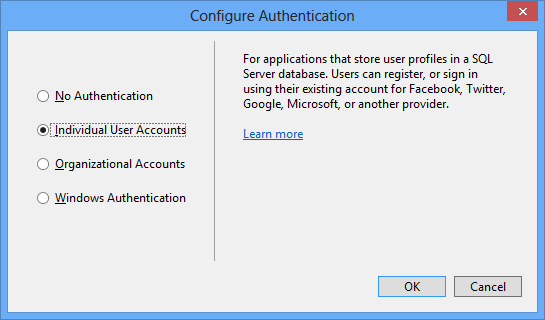 Configure Authentication
No Authentication
Individual User Accounts
Organizational Accounts
Windows Authentication
For applications that store user profiles in a SQL
Server database. Users can register, or sign in
using their existing account for Facebook, Twitter,
Google, Microsoft, or another provider.
Learn more
OK
Cancel